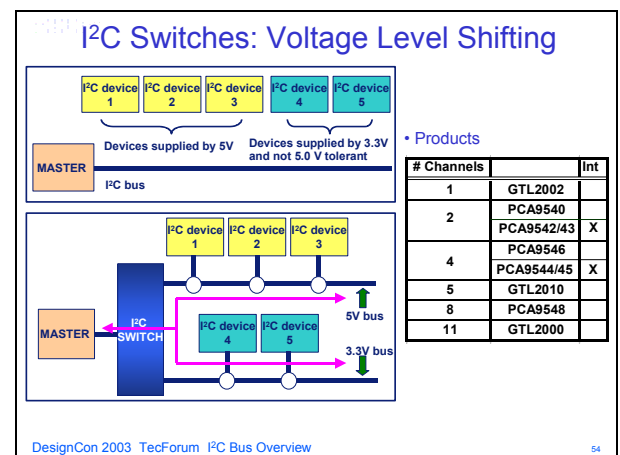 I²C Switches: Voltage Level Shifting
I²C device 1
I²C device 2
I²C device 3
I²C device 4
I²C device 5
Devices supplied by 5V
Devices supplied by 3.3V
and not 5.0 V tolerant
MASTER
I²C bus
I²C device 1
I²C device 2
I²C device 3
5V bus
MASTER
I²C
SWITCH
I²C device 4
I²C device 5
3.3V bus
• Products
# Channels Int
1 GTL2002
2 PCA9540
PCA9542/43 X
4 PCA9546
PCA9544/45 X
5 GTL2010
8 PCA9548
11 GTL2000
DesignCon 2003 TecForum I²C Bus Overview 54